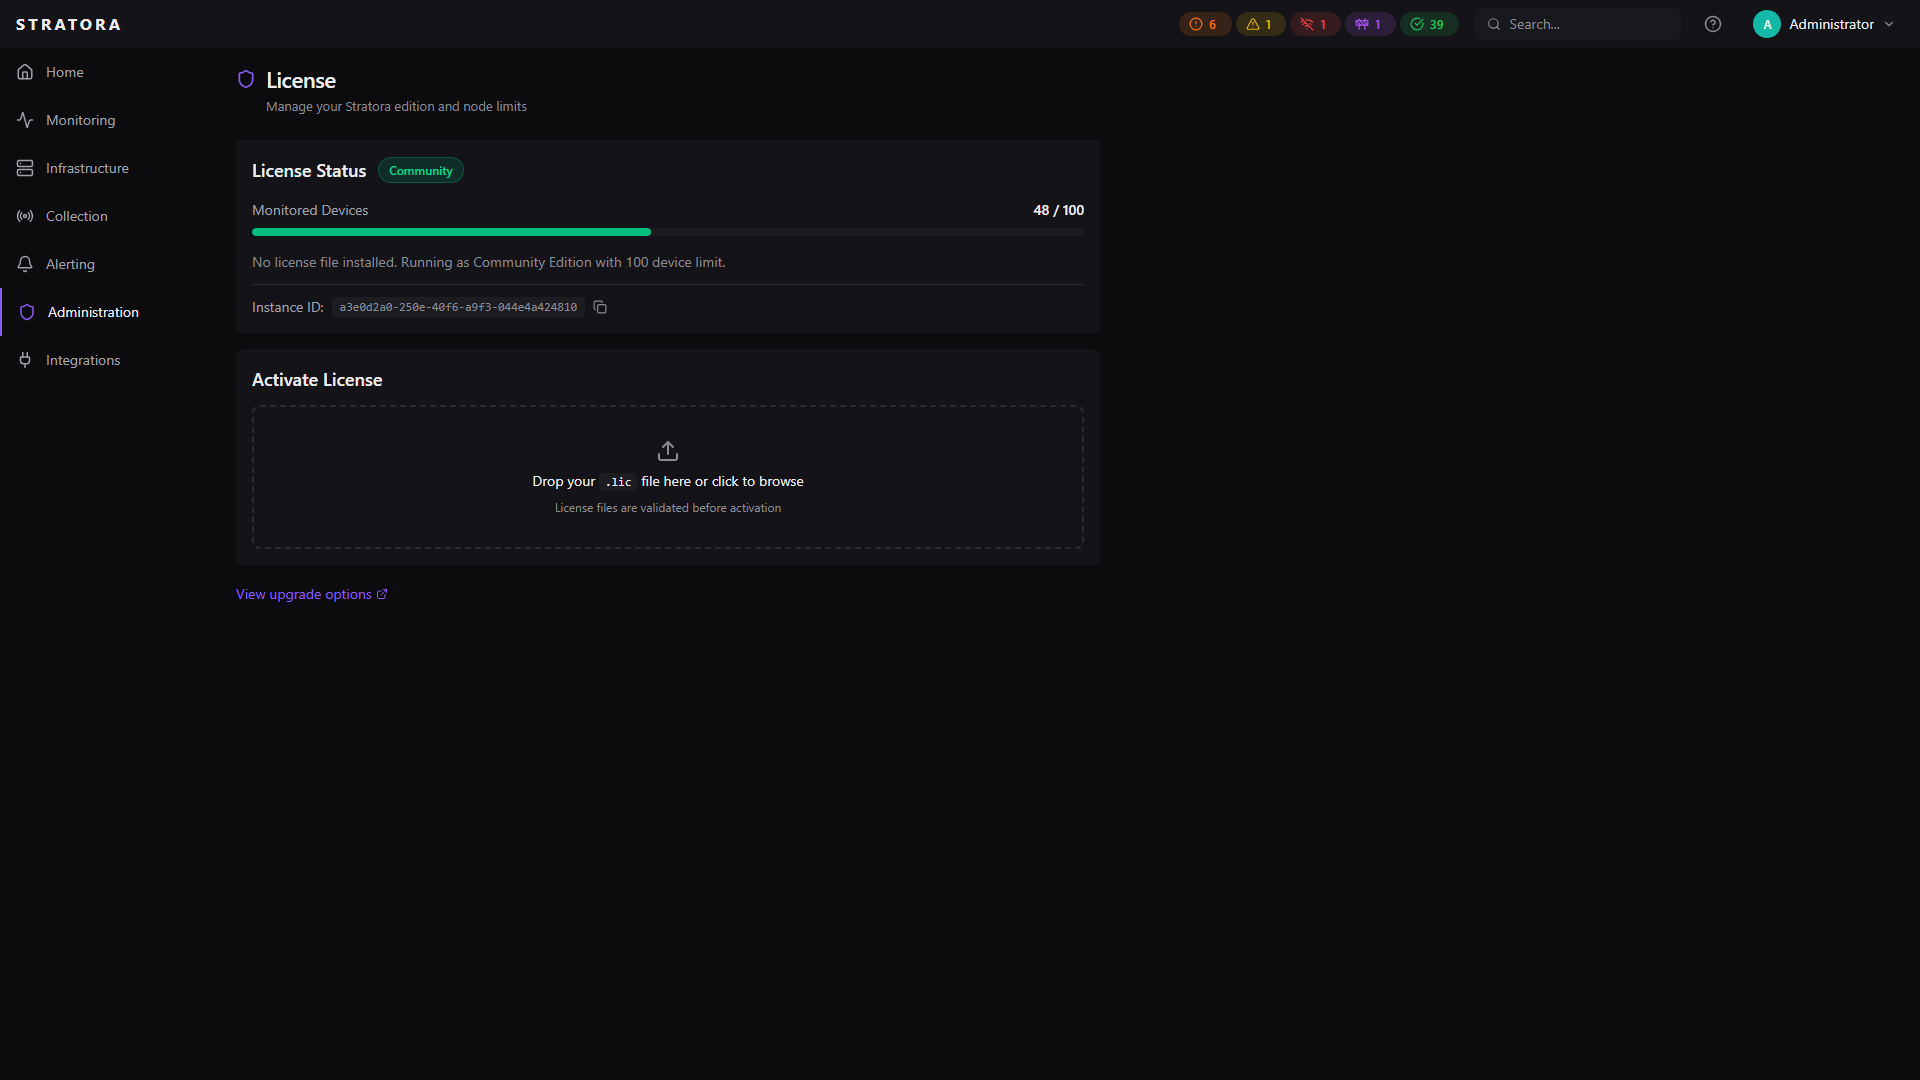 STRATORA
6
1
1
1
39
Search...
A
Administrator
Home
Monitoring
Infrastructure
Collection
Alerting
Administration
Integrations
License
Manage your Stratora edition and node limits
License Status
Community
Monitored Devices
48 / 100
No license file installed. Running as Community Edition with 100 device limit.
Instance ID: a3e0d2a0-250e-40f6-a9f3-044e4a424810
Activate License
Drop your .lic file here or click to browse
License files are validated before activation
View upgrade options